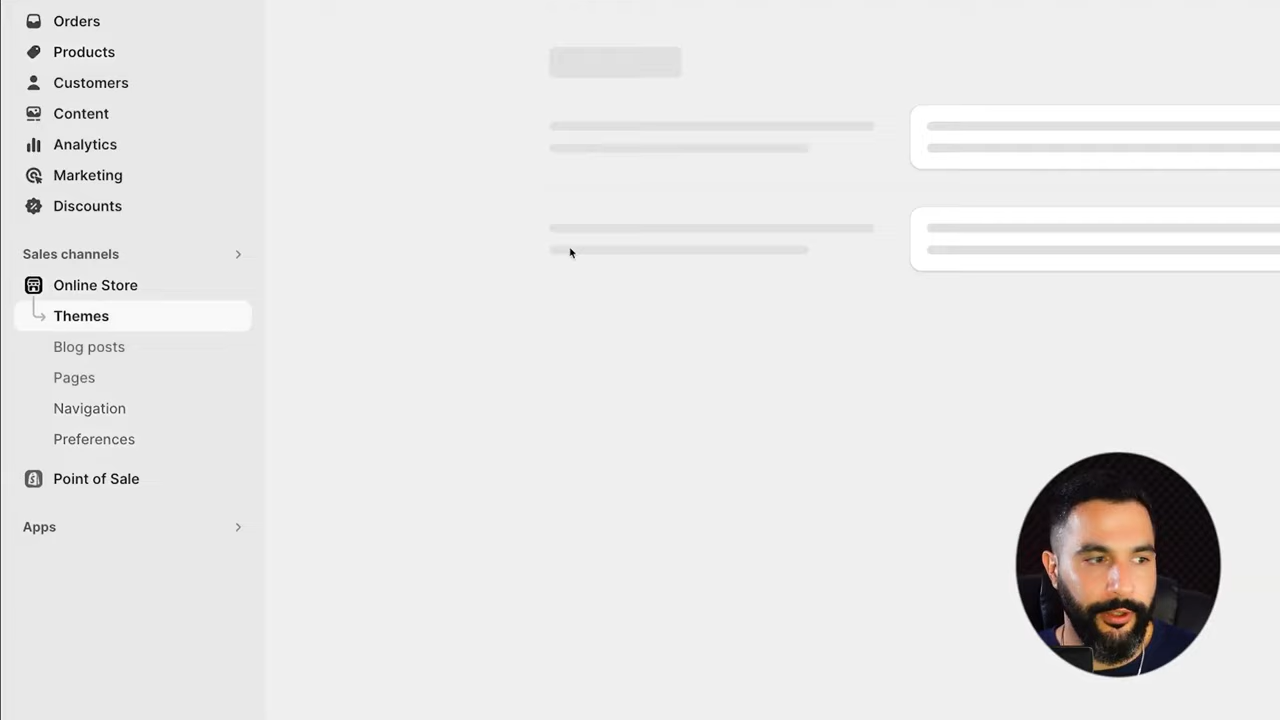 Orders
Products
Customers
Content
Analytics
Marketing
Discounts
Sales channels
Online Store
Themes
Blog posts
Pages
Navigation
Preferences
Point of Sale
Apps